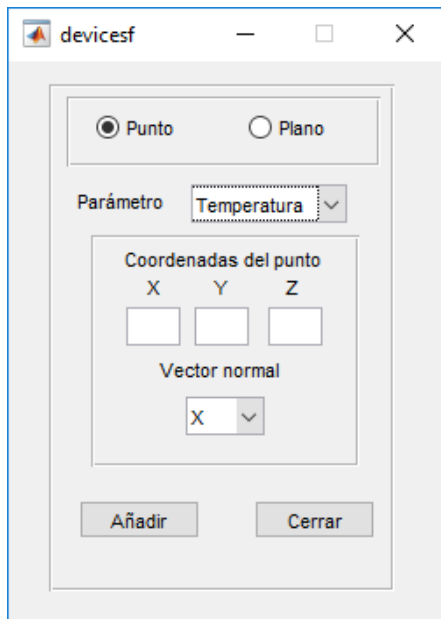 devicesf
Punto Plano
Parámetro Temperatura
Coordenadas del punto
X Y Z
Vector normal
X
Añadir Cerrar